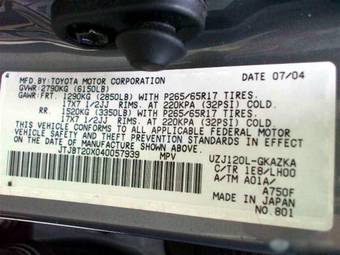 MFD. BY: TOYOTA MOTOR CORPORATION DATE 07/04
GVWR: 2790KG (6150LB)
GAWR: FRT. 1290KG (2850LB) WITH P265/65R17 TIRES.
17X7 1/2JJ RIMS. AT 220KPA (32PSI) COLD.
RR. 1520KG (3350LB) WITH P265/65R17 TIRES.
17X7 1/2JJ RIMS. AT 220KPA (32PSI) COLD.
THIS VEHICLE CONFORMS TO ALL APPLICABLE FEDERAL MOTOR
VEHICLE SAFETY STANDARDS IN EFFECT ON THE
DATE OF MANUFACTURE SHOWN ABOVE.
JTJBT20X040057939 MPV
UZJ120L-GKAZKA
C/TR 1E8/LH00
A/TM A01A/
A750F
MADE IN JAPAN
NO.801